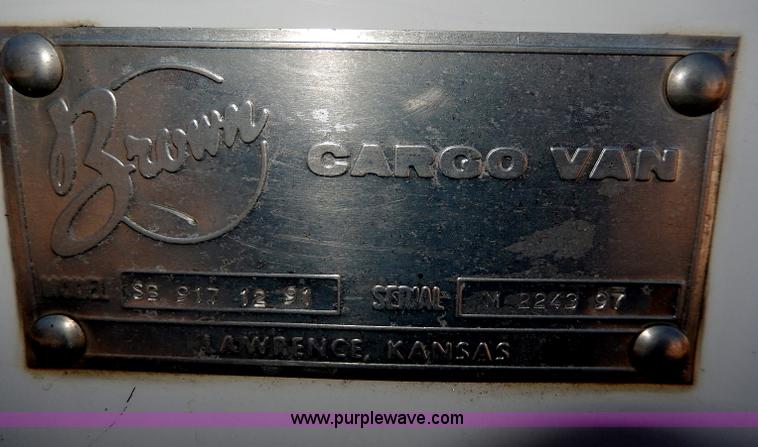 Brown CARGO VAN
MODEL SB 917 12 91 SERIAL M 2243 97
LAWRENCE, KANSAS
www.purplewave.com